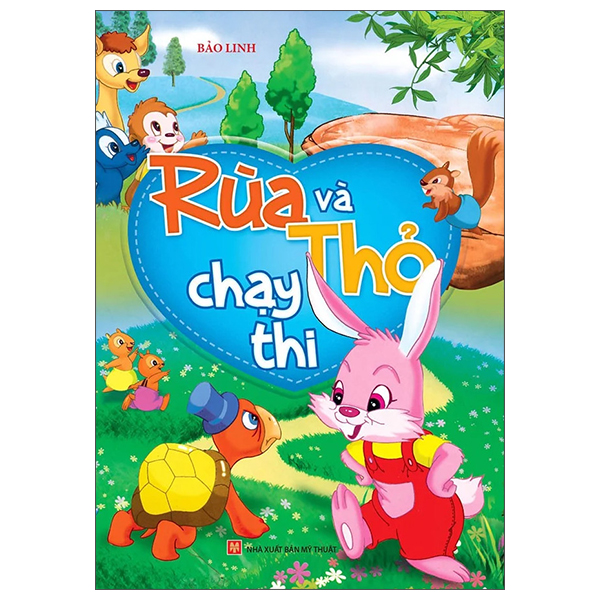 BẢO LINH
Rùa và
Thỏ
chạy
thi
NHÀ XUẤT BẢN MỸ THUẬT